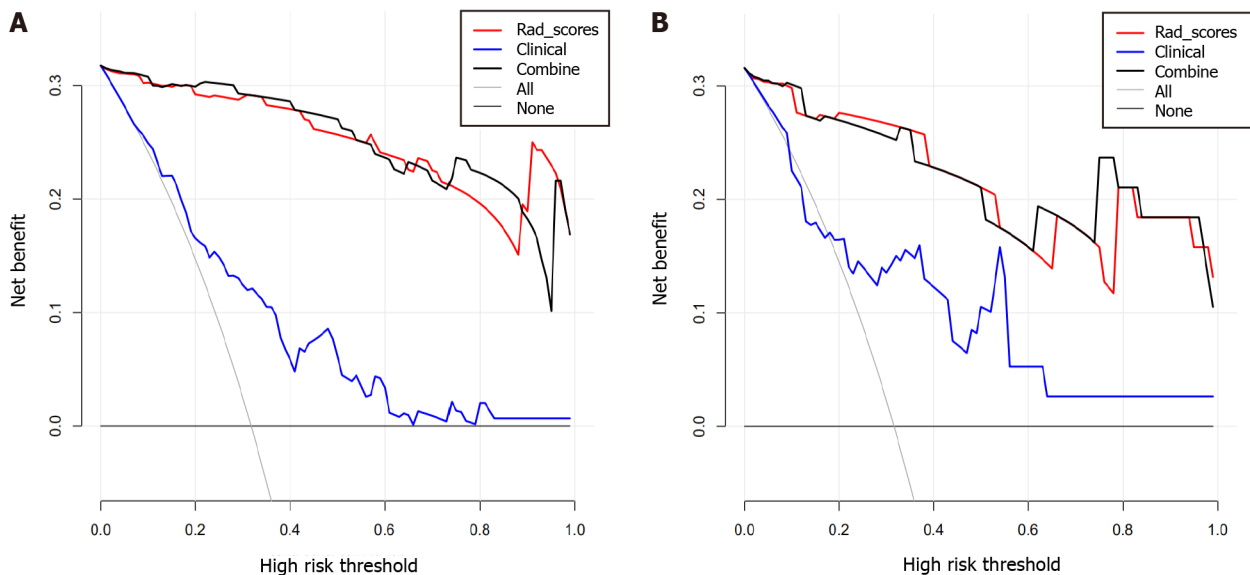 A
Rad_scores
Clinical
Combine
All
None
Net benefit
0.3
0.2
0.1
0.0
0.0 0.2 0.4 0.6 0.8 1.0
High risk threshold
B
Rad_scores
Clinical
Combine
All
None
Net benefit
0.3
0.2
0.1
0.0
0.0 0.2 0.4 0.6 0.8 1.0
High risk threshold